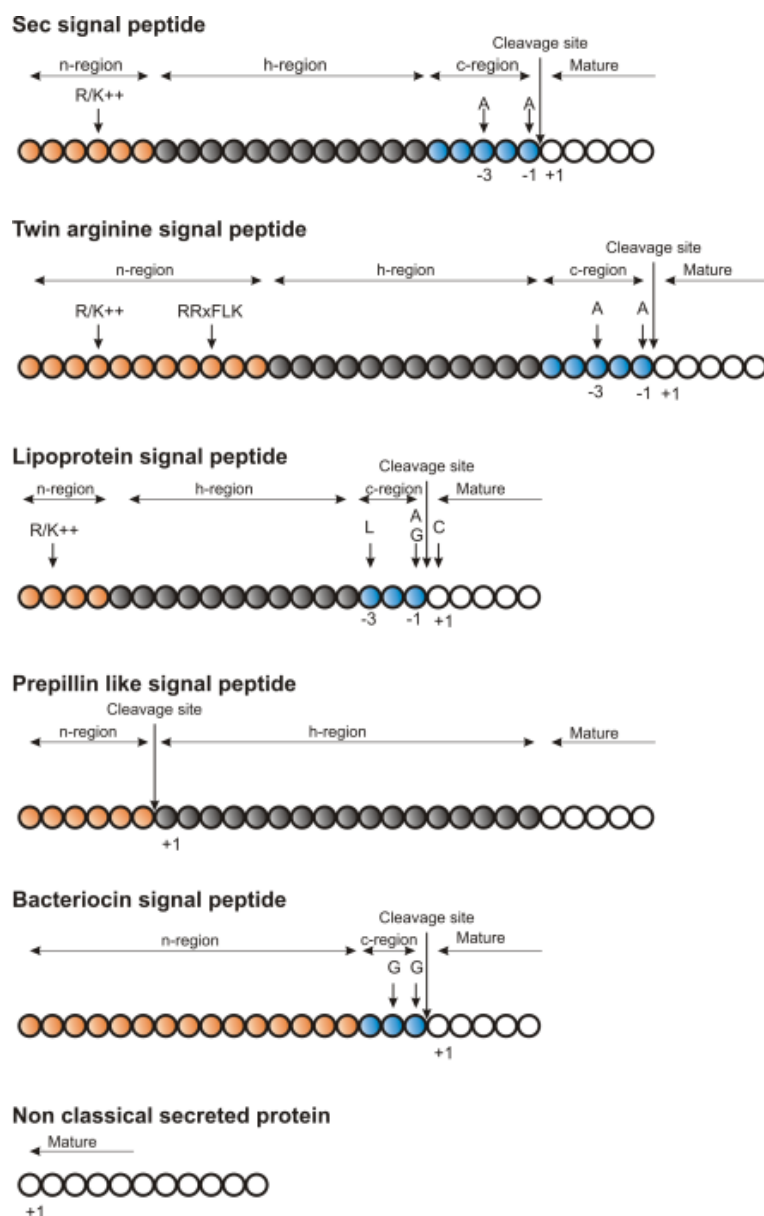 Sec signal peptide
Cleavage site
n-region h-region c-region Mature
R/K++ A A
-3 -1 +1
Twin arginine signal peptide
Cleavage site
n-region h-region c-region Mature
R/K++ RRxFLK A A
-3 -1 +1
Lipoprotein signal peptide
Cleavage site
n-region h-region c-region Mature
R/K++ L A G C
-3 -1 +1
Prepillin like signal peptide
Cleavage site
n-region h-region Mature
+1
Bacteriocin signal peptide
Cleavage site
n-region c-region Mature
G G
+1
Non classical secreted protein
Mature
+1